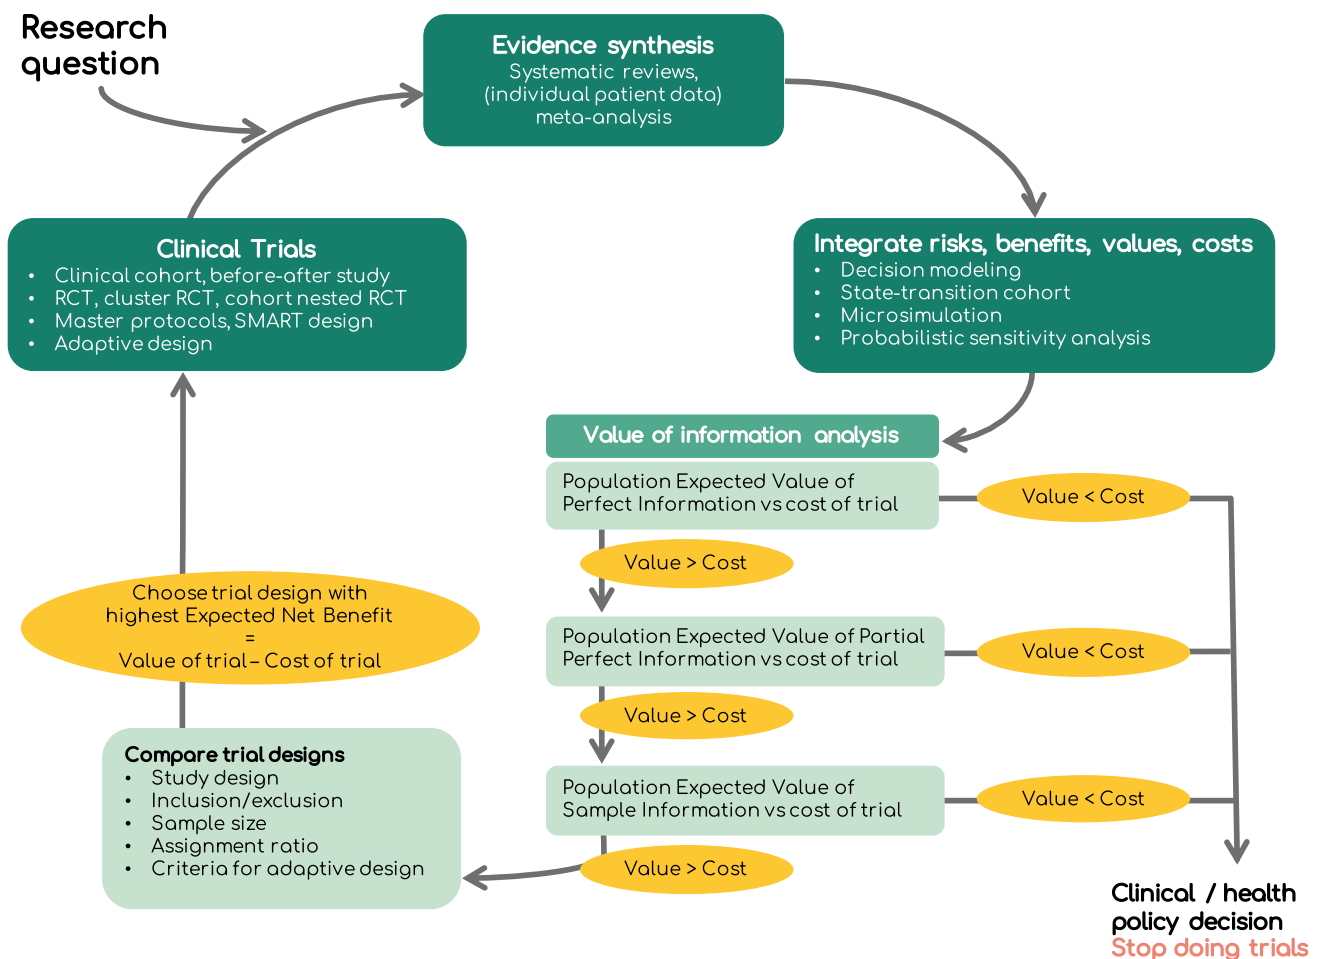 Research
question
Evidence synthesis
Systematic reviews,
(individual patient data)
meta-analysis
Clinical Trials
• Clinical cohort, before-after study
• RCT, cluster RCT, cohort nested RCT
• Master protocols, SMART design
• Adaptive design
Integrate risks, benefits, values, costs
• Decision modeling
• State-transition cohort
• Microsimulation
• Probabilistic sensitivity analysis
Value of information analysis
Population Expected Value of
Perfect Information vs cost of trial
Value < Cost
Value > Cost
Population Expected Value of Partial
Perfect Information vs cost of trial
Value < Cost
Value > Cost
Population Expected Value of
Sample Information vs cost of trial
Value < Cost
Value > Cost
Choose trial design with
highest Expected Net Benefit
=
Value of trial – Cost of trial
Compare trial designs
• Study design
• Inclusion/exclusion
• Sample size
• Assignment ratio
• Criteria for adaptive design
Clinical / health
policy decision
Stop doing trials